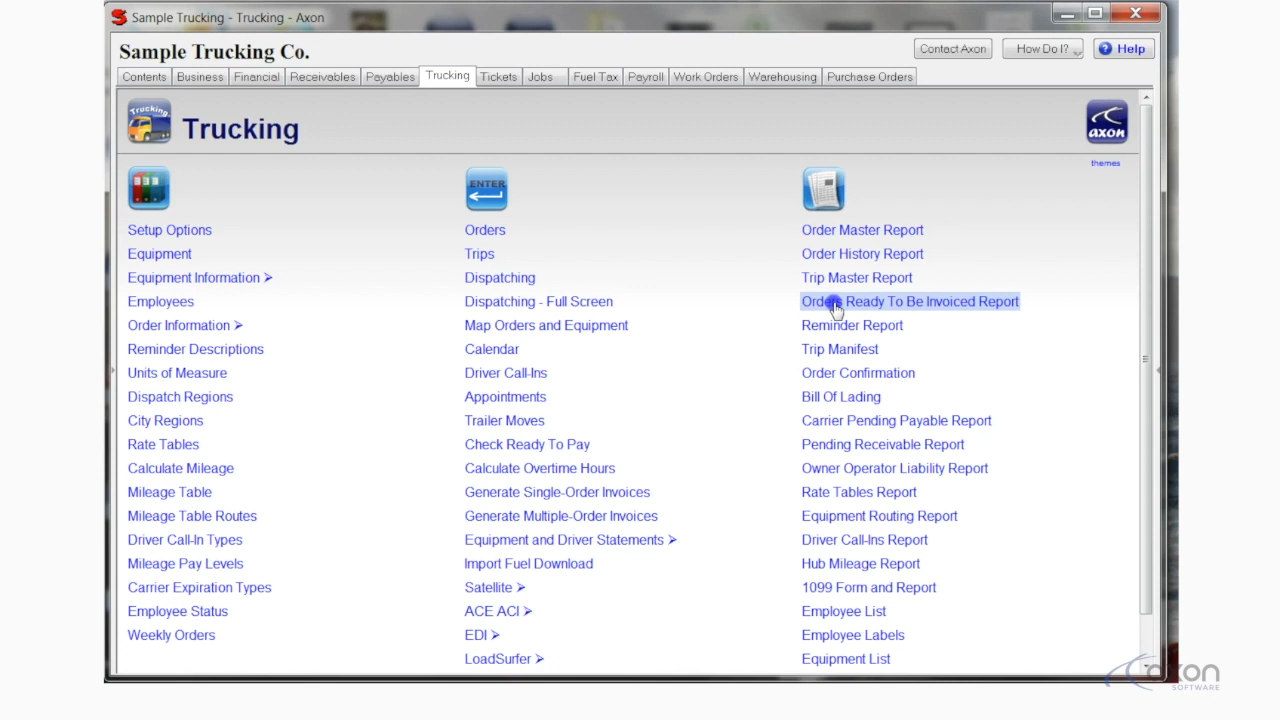 Sample Trucking - Trucking - Axon
Sample Trucking Co.
Contact Axon
How Do I?
Help
Contents
Business
Financial
Receivables
Payables
Trucking
Tickets
Jobs
Fuel Tax
Payroll
Work Orders
Warehousing
Purchase Orders
Trucking
Trucking
axon
themes
ENTER
Setup Options
Equipment
Equipment Information
Employees
Order Information
Reminder Descriptions
Units of Measure
Dispatch Regions
City Regions
Rate Tables
Calculate Mileage
Mileage Table
Mileage Table Routes
Driver Call-In Types
Mileage Pay Levels
Carrier Expiration Types
Employee Status
Weekly Orders
Orders
Trips
Dispatching
Dispatching - Full Screen
Map Orders and Equipment
Calendar
Driver Call-Ins
Appointments
Trailer Moves
Check Ready To Pay
Calculate Overtime Hours
Generate Single-Order Invoices
Generate Multiple-Order Invoices
Equipment and Driver Statements
Import Fuel Download
Satellite
ACE ACI
EDI
LoadSurfer
Order Master Report
Order History Report
Trip Master Report
Orders Ready To Be Invoiced Report
Reminder Report
Trip Manifest
Order Confirmation
Bill Of Lading
Carrier Pending Payable Report
Pending Receivable Report
Owner Operator Liability Report
Rate Tables Report
Equipment Routing Report
Driver Call-Ins Report
Hub Mileage Report
1099 Form and Report
Employee List
Employee Labels
Equipment List
axon
SOFTWARE